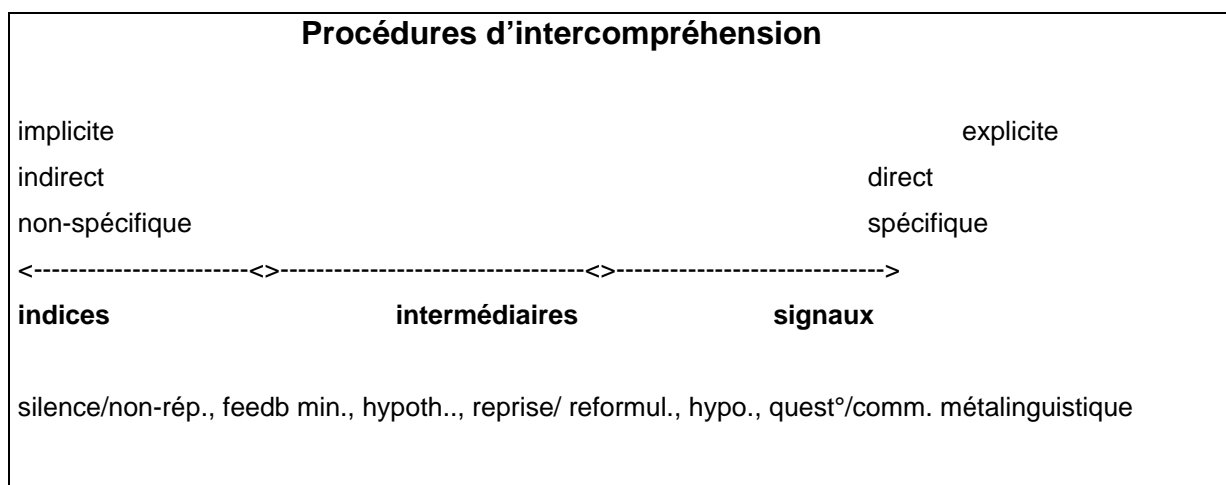 Procédures d’intercompréhension
implicite explicite
indirect direct
non-spécifique spécifique
<------------------------<>----------------------------------<>------------------------------>
indices intermédiaires signaux
silence/non-rép., feedb min., hypoth.., reprise/ reformul., hypo., quest°/comm. métalinguistique